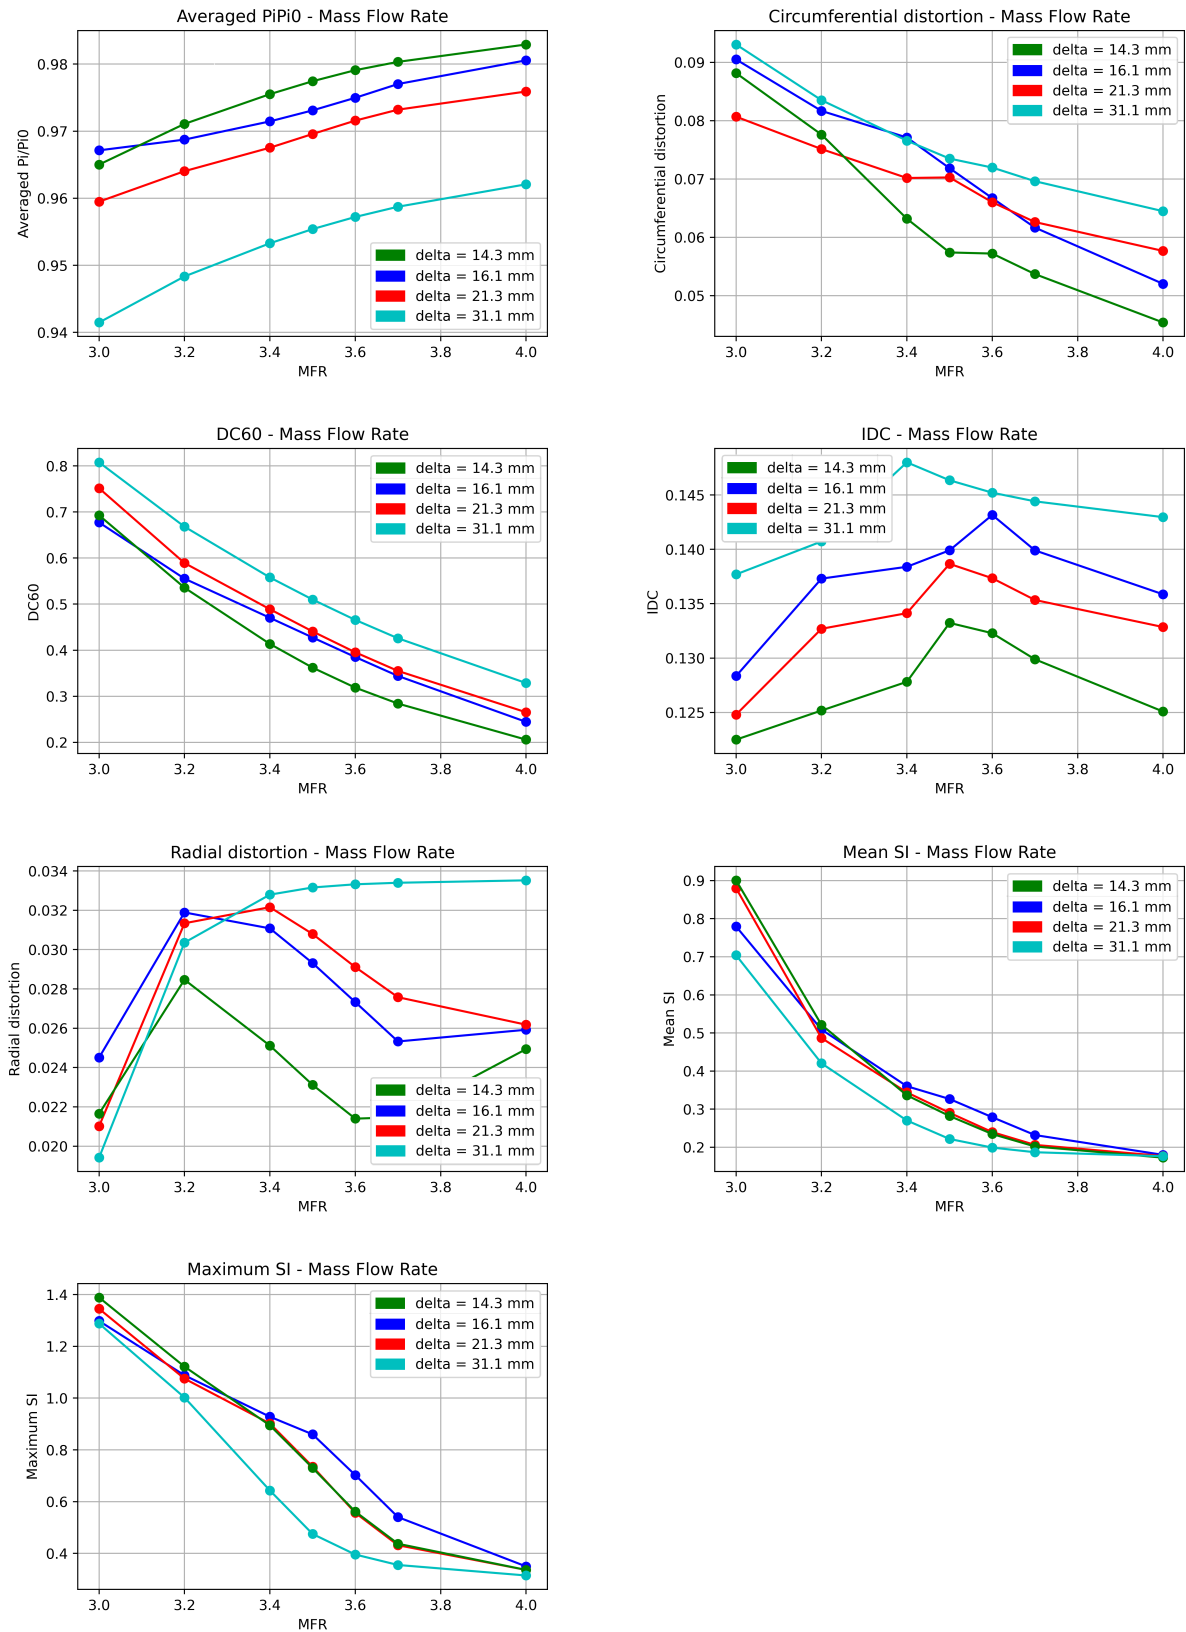 Averaged PiPi0 - Mass Flow Rate
Averaged Pi/Pi0
0.98
0.97
0.96
0.95
0.94
delta = 14.3 mm
delta = 16.1 mm
delta = 21.3 mm
delta = 31.1 mm
3.0 3.2 3.4 3.6 3.8 4.0
MFR
Circumferential distortion - Mass Flow Rate
Circumferential distortion
0.09
0.08
0.07
0.06
0.05
delta = 14.3 mm
delta = 16.1 mm
delta = 21.3 mm
delta = 31.1 mm
3.0 3.2 3.4 3.6 3.8 4.0
MFR
DC60 - Mass Flow Rate
DC60
0.8
0.7
0.6
0.5
0.4
0.3
0.2
delta = 14.3 mm
delta = 16.1 mm
delta = 21.3 mm
delta = 31.1 mm
3.0 3.2 3.4 3.6 3.8 4.0
MFR
IDC - Mass Flow Rate
IDC
0.145
0.140
0.135
0.130
0.125
delta = 14.3 mm
delta = 16.1 mm
delta = 21.3 mm
delta = 31.1 mm
3.0 3.2 3.4 3.6 3.8 4.0
MFR
Radial distortion - Mass Flow Rate
Radial distortion
0.034
0.032
0.030
0.028
0.026
0.024
0.022
0.020
delta = 14.3 mm
delta = 16.1 mm
delta = 21.3 mm
delta = 31.1 mm
3.0 3.2 3.4 3.6 3.8 4.0
MFR
Mean SI - Mass Flow Rate
Mean SI
0.9
0.8
0.7
0.6
0.5
0.4
0.3
0.2
delta = 14.3 mm
delta = 16.1 mm
delta = 21.3 mm
delta = 31.1 mm
3.0 3.2 3.4 3.6 3.8 4.0
MFR
Maximum SI - Mass Flow Rate
Maximum SI
1.4
1.2
1.0
0.8
0.6
0.4
delta = 14.3 mm
delta = 16.1 mm
delta = 21.3 mm
delta = 31.1 mm
3.0 3.2 3.4 3.6 3.8 4.0
MFR